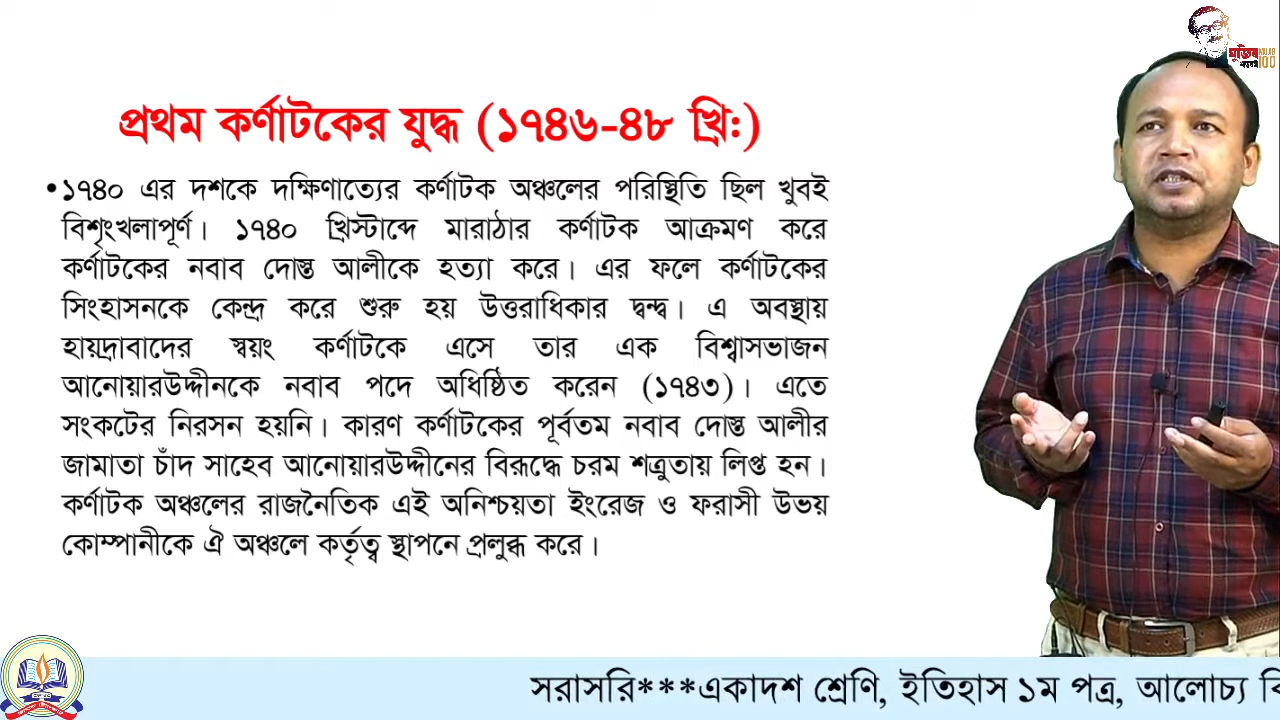 প্রথম কর্ণাটকের যুদ্ধ (১৭৪৬-৪৮ খ্রি:)
•১৭৪০ এর দশকে দক্ষিণাত্যের কর্ণাটক অঞ্চলের পরিস্থিতি ছিল খুবই
বিশৃংখলাপূর্ণ। ১৭৪০ খ্রিস্টাব্দে মারাঠার কর্ণাটক আক্রমণ করে
কর্ণাটকের নবাব দোস্ত আলীকে হত্যা করে। এর ফলে কর্ণাটকের
সিংহাসনকে কেন্দ্র করে শুরু হয় উত্তরাধিকার দ্বন্দ্ব। এ অবস্থায়
হায়দ্রাবাদের স্বয়ং কর্ণাটকে এসে তার এক বিশ্বাসভাজন
আনোয়ারউদ্দীনকে নবাব পদে অধিষ্ঠিত করেন (১৭৪৩)। এতে
সংকটের নিরসন হয়নি। কারণ কর্ণাটকের পূর্বতম নবাব দোস্ত আলীর
জামাতা চাঁদ সাহেব আনোয়ারউদ্দীনের বিরূদ্ধে চরম শত্রুতায় লিপ্ত হন।
কর্ণাটক অঞ্চলের রাজনৈতিক এই অনিশ্চয়তা ইংরেজ ও ফরাসী উভয়
কোম্পানীকে ঐ অঞ্চলে কর্তৃত্ব স্থাপনে প্রলুব্ধ করে।
সরাসরি***একাদশ শ্রেণি, ইতিহাস ১ম পত্র, আলোচ্য বি
মুজিব
MUJIB
100